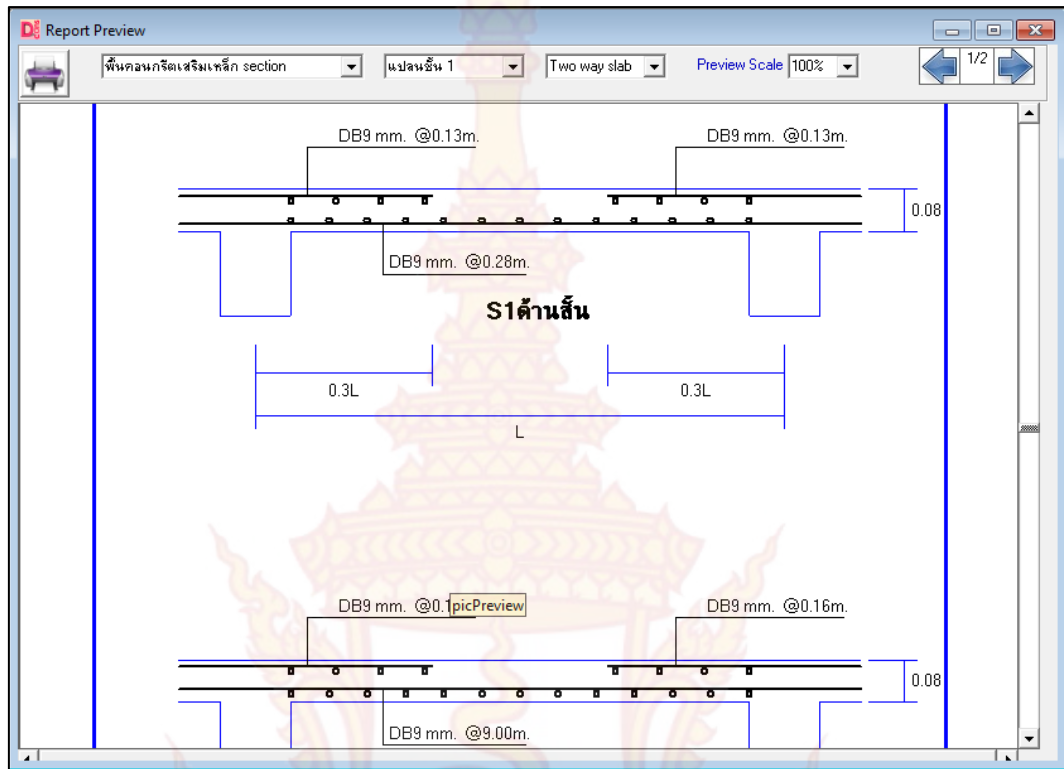 Report Preview
พื้นคอนกรีตเสริมเหล็ก section แปลนชั้น 1 Two way slab Preview Scale 100% 1/2
DB9 mm. @0.13m. DB9 mm. @0.13m.
0.08
DB9 mm. @0.28m.
S1ด้านสั้น
0.3L 0.3L
L
DB9 mm. picPreview DB9 mm. @0.16m.
0.08
DB9 mm. @9.00m.